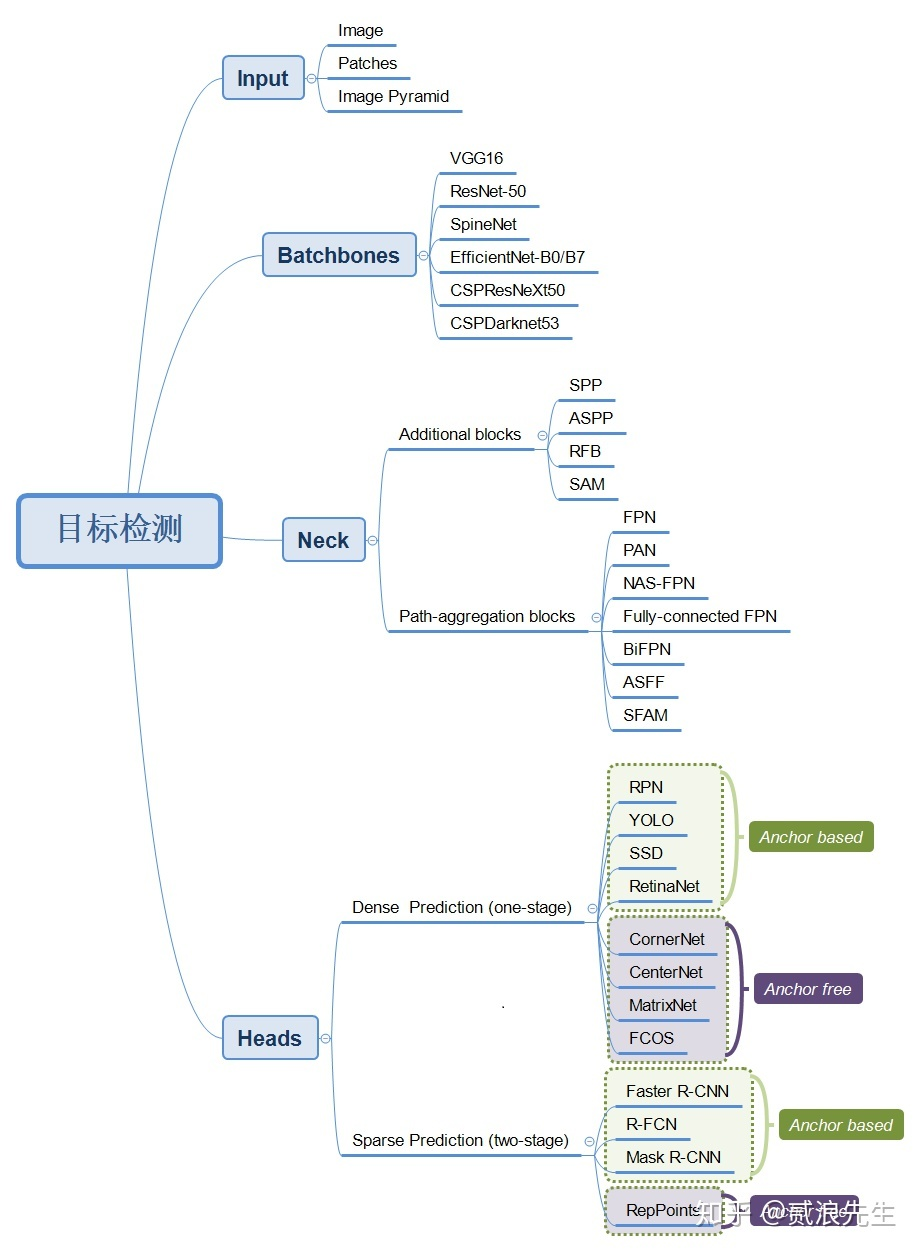 Image
Input
Patches
Image Pyramid
VGG16
ResNet-50
SpineNet
Batchbones
EfficientNet-B0/B7
CSPResNeXt50
CSPDarknet53
SPP
ASPP
Additional blocks
RFB
SAM
目标检测
Neck
FPN
PAN
NAS-FPN
Path-aggregation blocks
Fully-connected FPN
BiFPN
ASFF
SFAM
Heads
Dense Prediction (one-stage)
RPN
YOLO
SSD
RetinaNet
Anchor based
CornerNet
CenterNet
MatrixNet
FCOS
Anchor free
Sparse Prediction (two-stage)
Faster R-CNN
R-FCN
Mask R-CNN
Anchor based
RepPoints
Anchor free
知乎 @贰浪先生